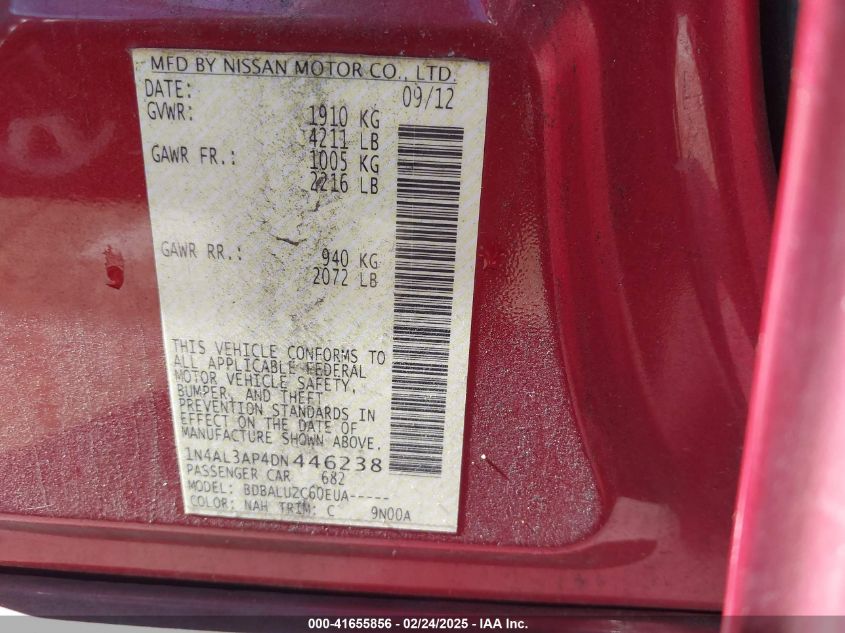 MFD BY NISSAN MOTOR CO., LTD.
DATE: 09/12
GVWR: 1910 KG
4211 LB
GAWR FR.: 1005 KG
2216 LB
GAWR RR.: 940 KG
2072 LB
THIS VEHICLE CONFORMS TO
ALL APPLICABLE FEDERAL
MOTOR VEHICLE SAFETY,
BUMPER, AND THEFT
PREVENTION STANDARDS IN
EFFECT ON THE DATE OF
MANUFACTURE SHOWN ABOVE.
1N4AL3AP4DN446238
PASSENGER CAR 682
MODEL: BDBALUZC60EUA-----
COLOR: NAH TRIM: C 9N00A
000-41655856 - 02/24/2025 - IAAI.com